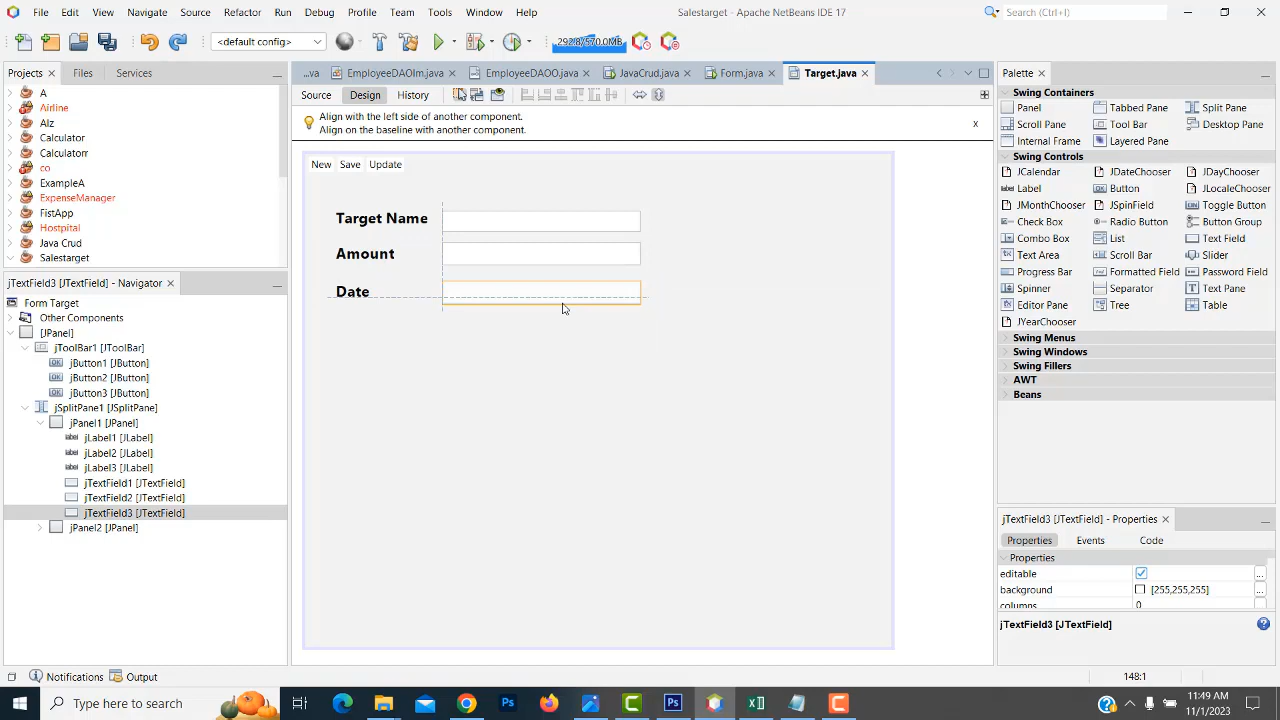 File Edit View Navigate Source Refactor Run Debug Profile Team Tools Window Help
Salestarget - Apache NetBeans IDE 17
Search (Ctrl+I)
<default config>
292.8/570.0MB
Projects Files Services
...va EmployeeDAOIm.java EmployeeDAOO.java JavaCrud.java Form.java Target.java
Palette
Source Design History
Align with the left side of another component.
Align on the baseline with another component.
x
A
Airline
Alz
Calculator
Calculatorr
co
ExampleA
ExpenseManager
FistApp
Hostpital
Java Crud
Salestarget
jTextField3 [JTextField] - Navigator
Form Target
Other Components
[JPanel]
jToolBar1 [JToolBar]
jButton1 [JButton]
jButton2 [JButton]
jButton3 [JButton]
jSplitPane1 [JSplitPane]
jPanel1 [JPanel]
jLabel1 [JLabel]
jLabel2 [JLabel]
jLabel3 [JLabel]
jTextField1 [JTextField]
jTextField2 [JTextField]
jTextField3 [JTextField]
jPanel2 [JPanel]
New Save Update
Target Name
Amount
Date
Swing Containers
Panel Tabbed Pane Split Pane
Scroll Pane Tool Bar Desktop Pane
Internal Frame Layered Pane
Swing Controls
JCalendar JDateChooser JDayChooser
Label Button JLocaleChooser
JMonthChooser JSpinField Toggle Button
Check Box Radio Button Button Group
Combo Box List Text Field
Text Area Scroll Bar Slider
Progress Bar Formatted Field Password Field
Spinner Separator Text Pane
Editor Pane Tree Table
JYearChooser
Swing Menus
Swing Windows
Swing Fillers
AWT
Beans
jTextField3 [JTextField] - Properties
Properties Events Code
Properties
editable
background [255,255,255]
columns 0
jTextField3 [JTextField]
Notifications Output
148:1
Type here to search
11:49 AM
11/1/2023